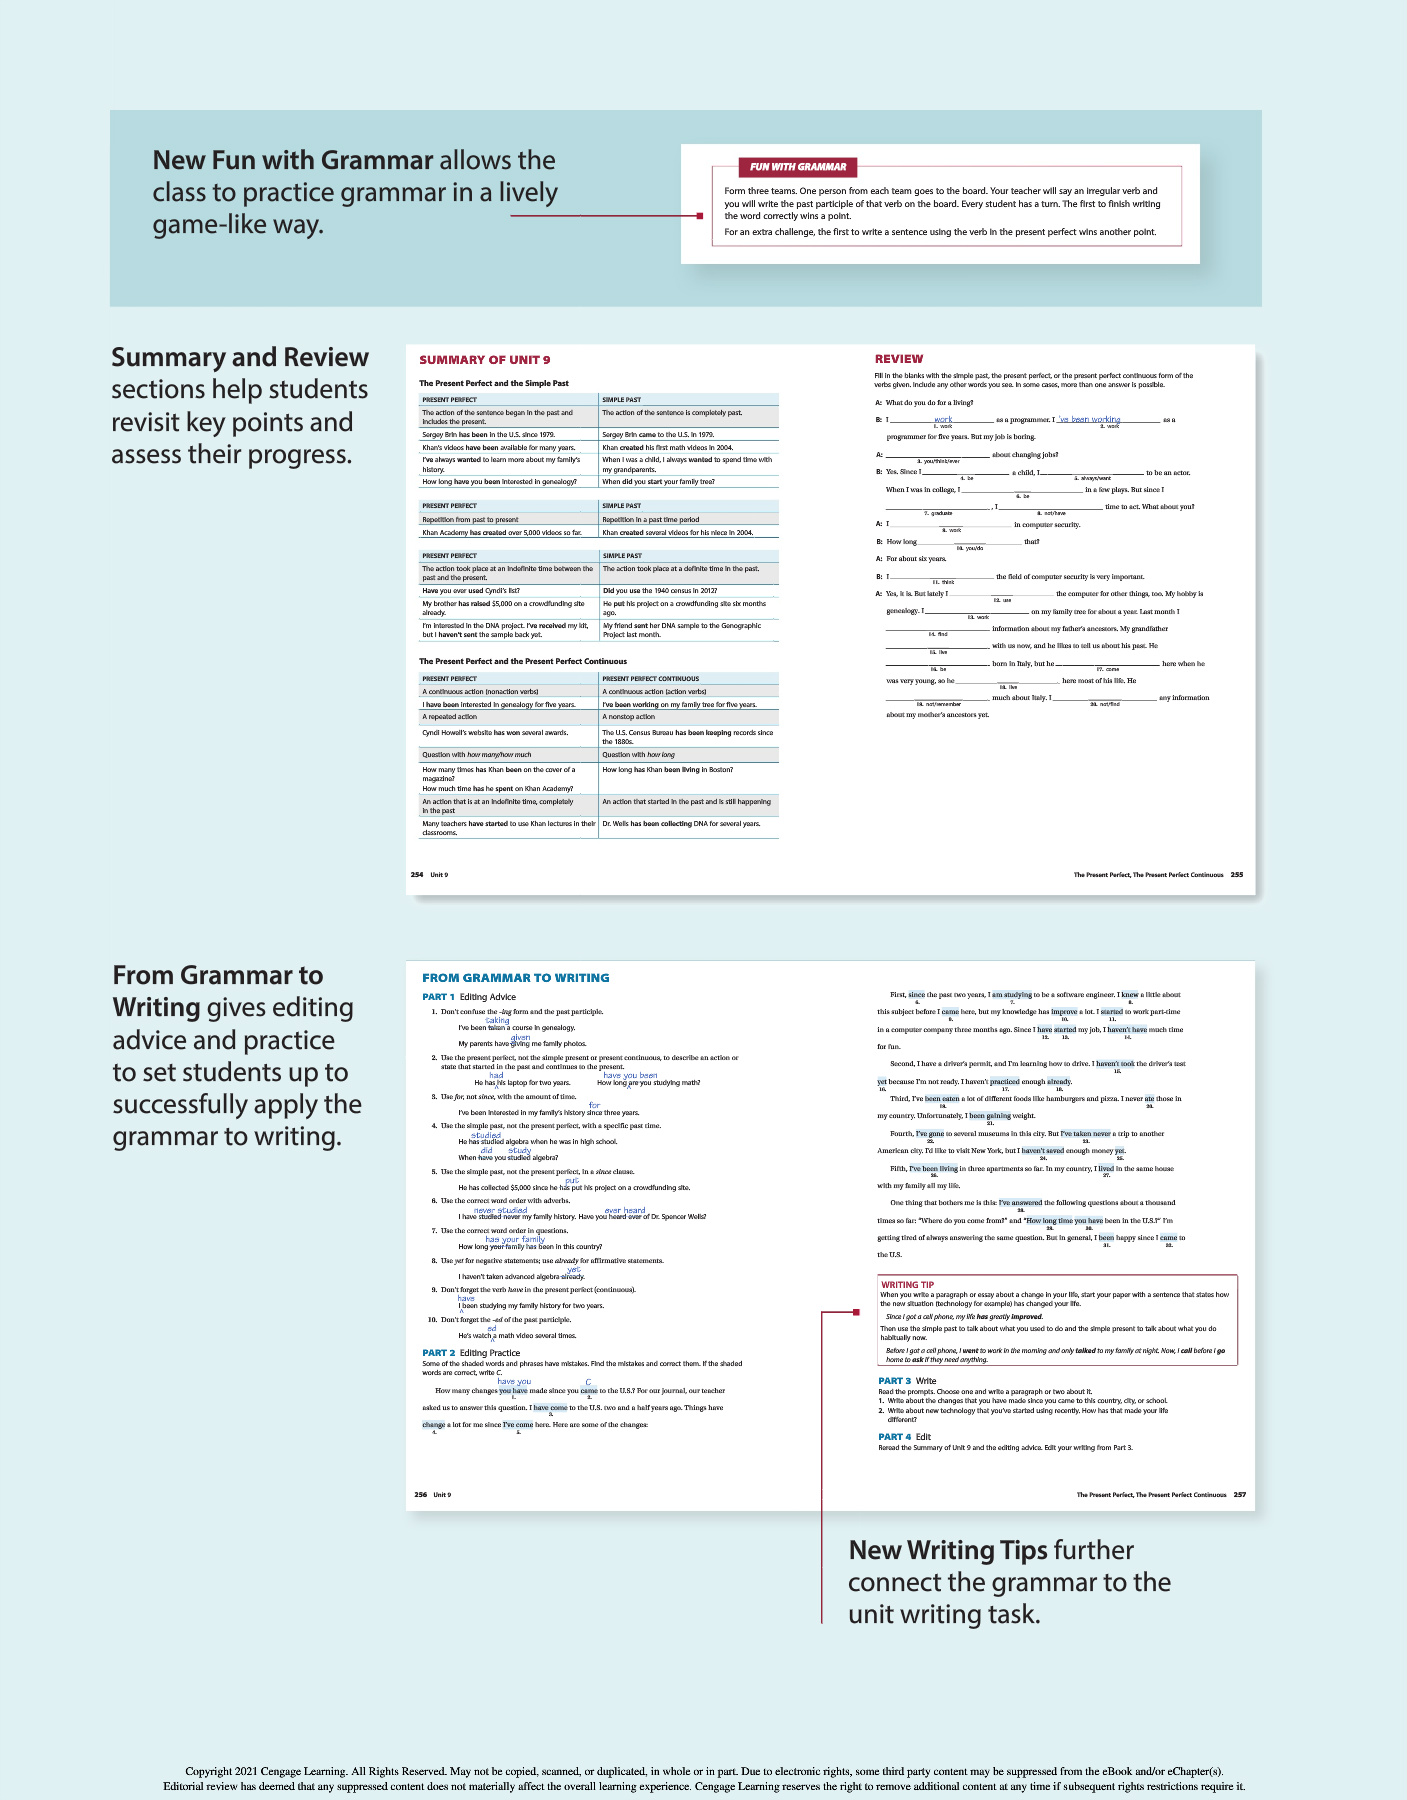 New Fun with Grammar allows the
class to practice grammar in a lively
game-like way.
FUN WITH GRAMMAR
Form three teams. One person from each team goes to the board. Your teacher will say an irregular verb and
you will write the past participle of that verb on the board. Every student has a turn. The first to finish writing
the word correctly wins a point.
For an extra challenge, the first to write a sentence using the verb in the present perfect wins another point.
Summary and Review
sections help students
revisit key points and
assess their progress.
SUMMARY OF UNIT 9
The Present Perfect and the Simple Past
PRESENT PERFECT SIMPLE PAST
The action of the sentence began in the past and
includes the present.
The action of the sentence is completely past.
Sergey Brin has been in the U.S. since 1979. Sergey Brin came to the U.S. in 1979.
Khan's videos have been available for many years. Khan created his first math videos in 2004.
I've always wanted to learn more about my family's
history.
When I was a child, I always wanted to spend time with
my grandparents.
How long have you been interested in genealogy? When did you start your family tree?
PRESENT PERFECT SIMPLE PAST
Repetition from past to present Repetition in a past time period
Khan Academy has created over 5,000 videos so far. Khan created several videos for his niece in 2004.
PRESENT PERFECT SIMPLE PAST
The action took place at an indefinite time between the
past and the present.
The action took place at a definite time in the past.
Have you ever used Cyndi's list? Did you use the 1940 census in 2012?
My brother has raised $5,000 on a crowdfunding site
already.
He put his project on a crowdfunding site six months
ago.
I'm interested in the DNA project. I've received my kit,
but I haven't sent the sample back yet.
My friend sent her DNA sample to the Genographic
Project last month.
The Present Perfect and the Present Perfect Continuous
PRESENT PERFECT PRESENT PERFECT CONTINUOUS
A continuous action (nonaction verbs) A continuous action (action verbs)
I have been interested in genealogy for five years. I've been working on my family tree for five years.
A repeated action A nonstop action
Cyndi Howell's website has won several awards. The U.S. Census Bureau has been keeping records since
the 1880s.
Question with how many/how much Question with how long
How many times has Khan been on the cover of a
magazine?
How much time has he spent on Khan Academy?
How long has Khan been living in Boston?
An action that is at an indefinite time, completely
in the past
An action that started in the past and is still happening
Many teachers have started to use Khan lectures in their
classrooms.
Dr. Wells has been collecting DNA for several years.
254 Unit 9
REVIEW
Fill in the blanks with the simple past, the present perfect, or the present perfect continuous form of the
verbs given. Include any other words you see. In some cases, more than one answer is possible.
A: What do you do for a living?
B: I work as a programmer. I 've been working as a
1. work 2. work
programmer for five years. But my job is boring.
A: about changing jobs?
3. you/think/ever
B: Yes. Since I a child, I to be an actor.
4. be 5. always/want
When I was in college, I in a few plays. But since I
6. be
, I time to act. What about you?
7. graduate 8. not/have
A: I in computer security.
9. work
B: How long that?
10. you/do
A: For about six years.
B: I the field of computer security is very important.
11. think
A: Yes, it is. But lately I the computer for other things, too. My hobby is
12. use
genealogy. I on my family tree for about a year. Last month I
13. work
information about my father's ancestors. My grandfather
14. find
with us now, and he likes to tell us about his past. He
15. live
born in Italy, but he here when he
16. be 17. come
was very young, so he here most of his life. He
18. live
much about Italy. I any information
19. not/remember 20. not/find
about my mother's ancestors yet.
The Present Perfect, The Present Perfect Continuous 255
From Grammar to
Writing gives editing
advice and practice
to set students up to
successfully apply the
grammar to writing.
FROM GRAMMAR TO WRITING
PART 1 Editing Advice
1. Don't confuse the -ing form and the past participle.
taking
I've been taken a course in genealogy.
given
My parents have giving me family photos.
2. Use the present perfect, not the simple present or present continuous, to describe an action or
state that started in the past and continues to the present.
had have you been
He has his laptop for two years. How long are you studying math?
3. Use for, not since, with the amount of time.
for
I've been interested in my family's history since three years.
4. Use the simple past, not the present perfect, with a specific past time.
studied
He has studied algebra when he was in high school.
did study
When have you studied algebra?
5. Use the simple past, not the present perfect, in a since clause.
put
He has collected $5,000 since he has put his project on a crowdfunding site.
6. Use the correct word order with adverbs.
never studied ever heard
I have studied never my family history. Have you heard ever of Dr. Spencer Wells?
7. Use the correct word order in questions.
has your family
How long your family has been in this country?
8. Use yet for negative statements; use already for affirmative statements.
yet
I haven't taken advanced algebra already.
9. Don't forget the verb have in the present perfect (continuous).
have
I been studying my family history for two years.
10. Don't forget the -ed of the past participle.
ed
He's watch a math video several times.
PART 2 Editing Practice
Some of the shaded words and phrases have mistakes. Find the mistakes and correct them. If the shaded
words are correct, write C.
have you C
How many changes you have made since you came to the U.S.? For our journal, our teacher
1. 2.
asked us to answer this question. I have come to the U.S. two and a half years ago. Things have
3.
change a lot for me since I've come here. Here are some of the changes:
4. 5.
256 Unit 9
First, since the past two years, I am studying to be a software engineer. I knew a little about
6. 7. 8.
this subject before I came here, but my knowledge has improve a lot. I started to work part-time
9. 10. 11.
in a computer company three months ago. Since I have started my job, I haven't have much time
12. 13. 14.
for fun.
Second, I have a driver's permit, and I'm learning how to drive. I haven't took the driver's test
15.
yet because I'm not ready. I haven't practiced enough already.
16. 17. 18.
Third, I've been eaten a lot of different foods like hamburgers and pizza. I never ate those in
19. 20.
my country. Unfortunately, I been gaining weight.
21.
Fourth, I've gone to several museums in this city. But I've taken never a trip to another
22. 23.
American city. I'd like to visit New York, but I haven't saved enough money yet.
24. 25.
Fifth, I've been living in three apartments so far. In my country, I lived in the same house
26. 27.
with my family all my life.
One thing that bothers me is this: I've answered the following questions about a thousand
28.
times so far: "Where do you come from?" and "How long time you have been in the U.S.?" I'm
29. 30.
getting tired of always answering the same question. But in general, I been happy since I came to
31. 32.
the U.S.
WRITING TIP
When you write a paragraph or essay about a change in your life, start your paper with a sentence that states how
the new situation (technology for example) has changed your life.
Since I got a cell phone, my life has greatly improved.
Then use the simple past to talk about what you used to do and the simple present to talk about what you do
habitually now.
Before I got a cell phone, I went to work in the morning and only talked to my family at night. Now, I call before I go
home to ask if they need anything.
PART 3 Write
Read the prompts. Choose one and write a paragraph or two about it.
1. Write about the changes that you have made since you came to this country, city, or school.
2. Write about new technology that you've started using recently. How has that made your life
different?
PART 4 Edit
Reread the Summary of Unit 9 and the editing advice. Edit your writing from Part 3.
The Present Perfect, The Present Perfect Continuous 257
New Writing Tips further
connect the grammar to the
unit writing task.
Copyright 2021 Cengage Learning. All Rights Reserved. May not be copied, scanned, or duplicated, in whole or in part. Due to electronic rights, some third party content may be suppressed from the eBook and/or eChapter(s).
Editorial review has deemed that any suppressed content does not materially affect the overall learning experience. Cengage Learning reserves the right to remove additional content at any time if subsequent rights restrictions require it.